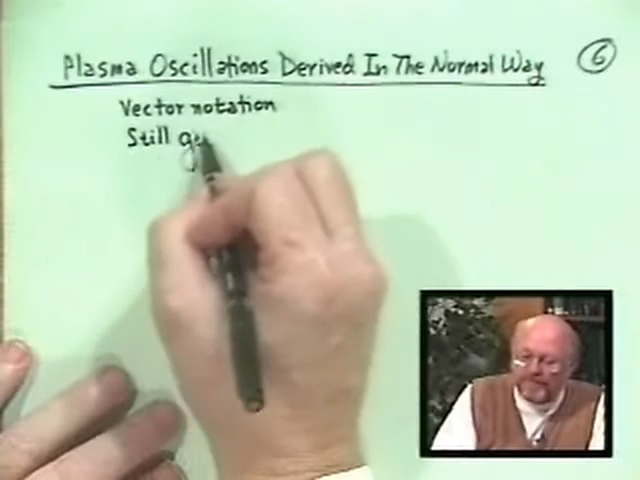 Plasma Oscillations Derived In The Normal Way 6
Vector notation
Still